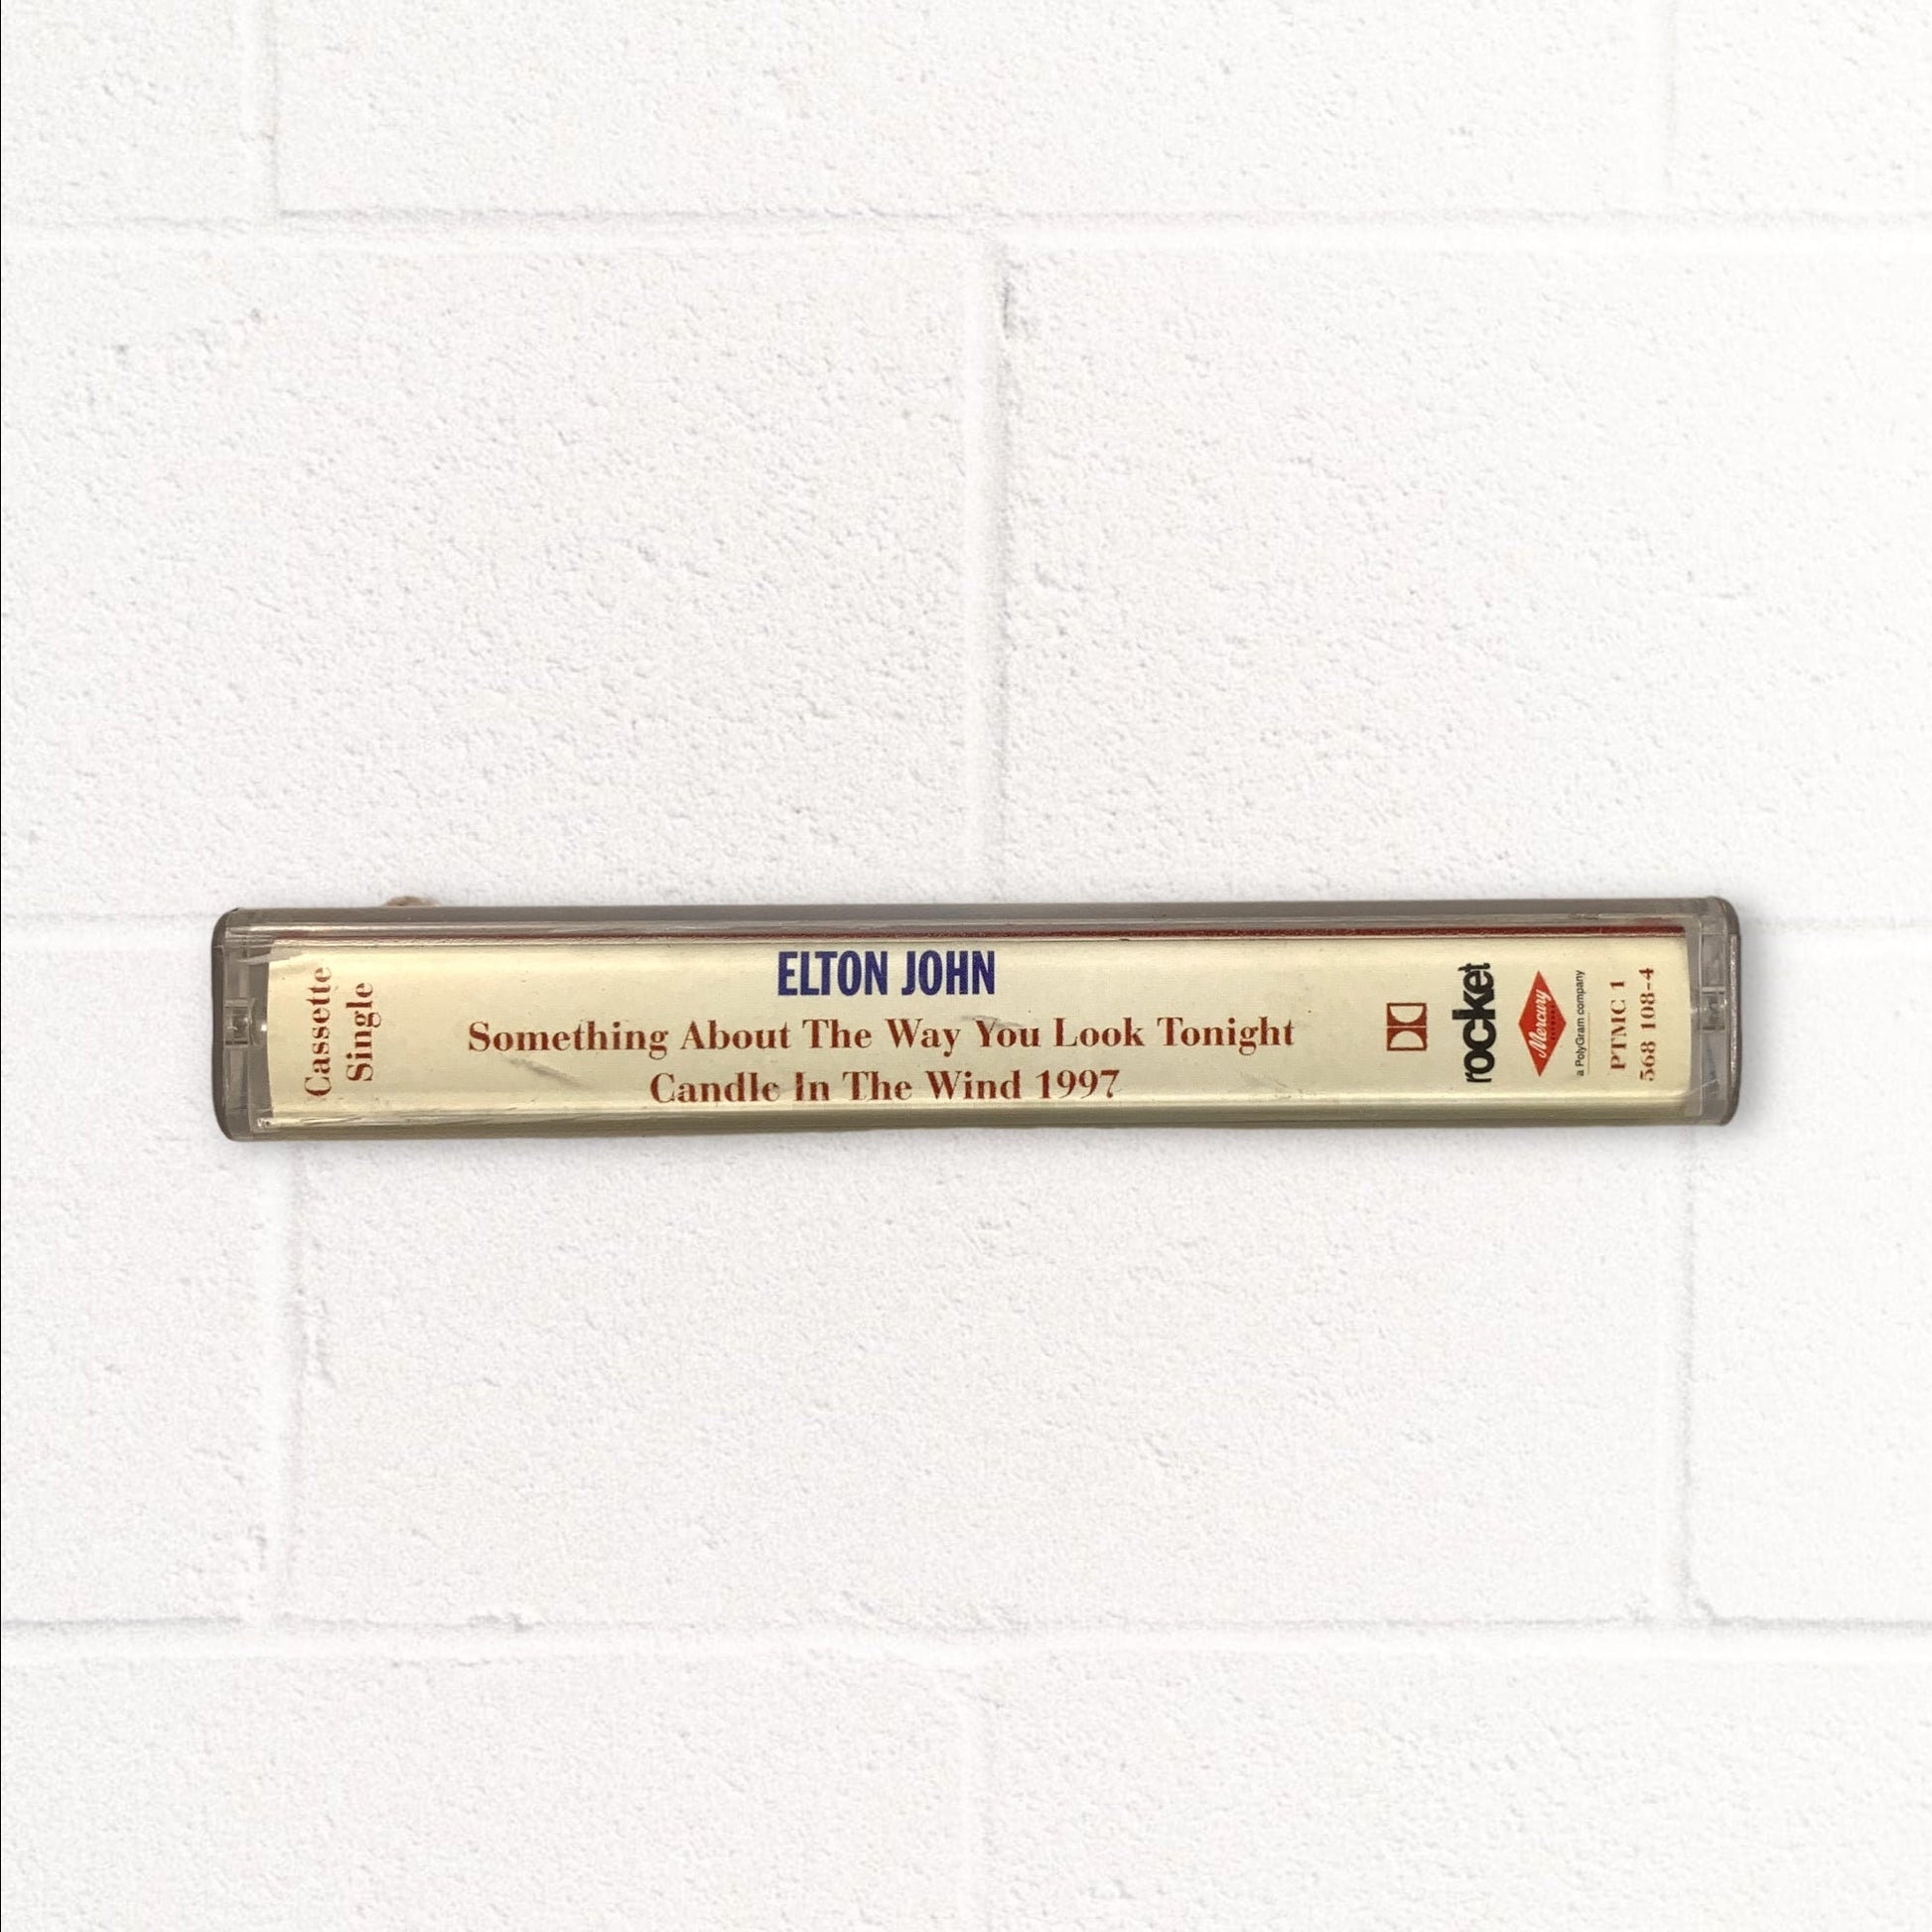 Cassette
Single
ELTON JOHN
Something About The Way You Look Tonight
Candle In The Wind 1997
rocket
Mercury
a PolyGram company
PTMC 1
568 108-4